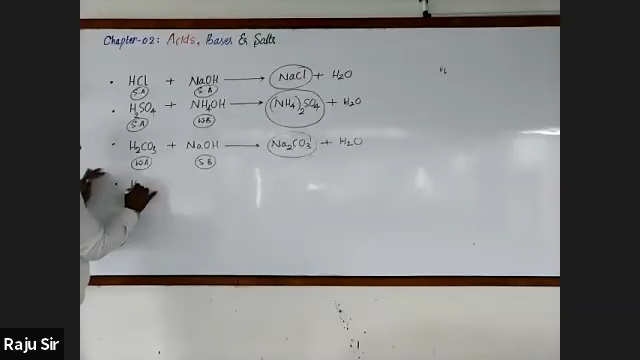 Chapter-02: Acids, Bases & Salts
• HCl + NaOH → NaCl + H2O
S.A S.B
• H2SO4 + NH4OH → (NH4)2SO4 + H2O
S.A W.B
• H2CO3 + NaOH → Na2CO3 + H2O
W.A S.B
Raju Sir